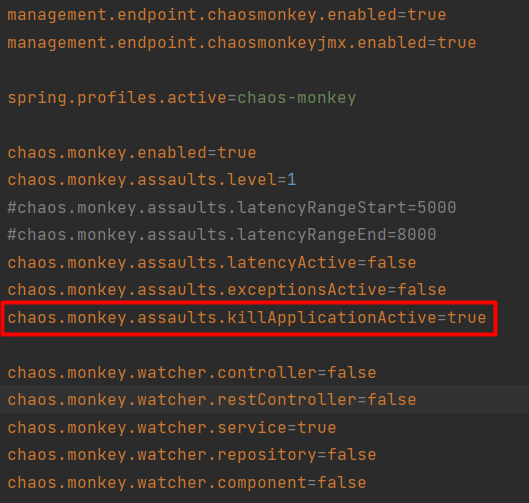 management.endpoint.chaosmonkey.enabled=true
management.endpoint.chaosmonkeyjmx.enabled=true
spring.profiles.active=chaos-monkey
chaos.monkey.enabled=true
chaos.monkey.assaults.level=1
#chaos.monkey.assaults.latencyRangeStart=5000
#chaos.monkey.assaults.latencyRangeEnd=8000
chaos.monkey.assaults.latencyActive=false
chaos.monkey.assaults.exceptionsActive=false
chaos.monkey.assaults.killApplicationActive=true
chaos.monkey.watcher.controller=false
chaos.monkey.watcher.restController=false
chaos.monkey.watcher.service=true
chaos.monkey.watcher.repository=false
chaos.monkey.watcher.component=false